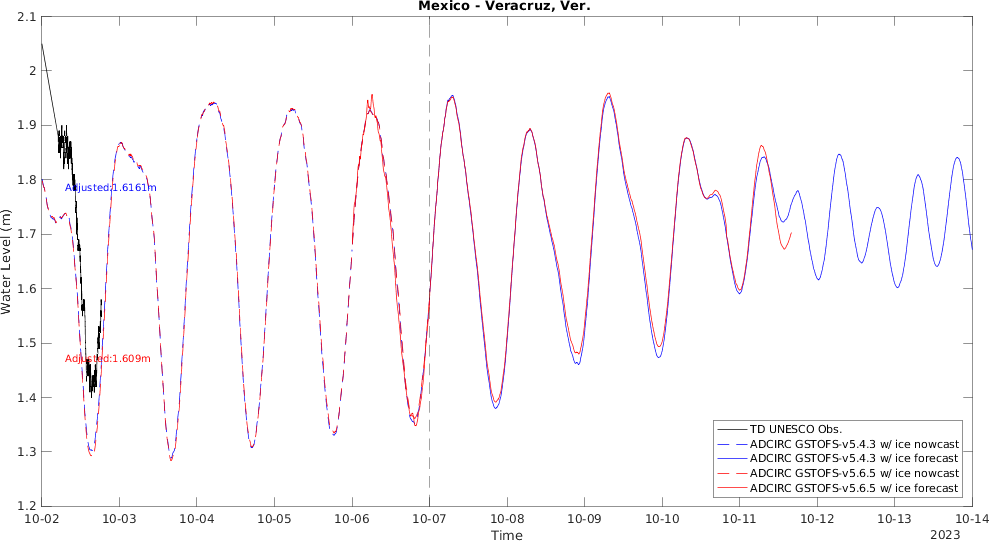 Mexico - Veracruz, Ver.
2.1
2
1.9
1.8
1.7
1.6
1.5
1.4
1.3
1.2
Water Level (m)
Adjusted:1.6161m
Adjusted:1.609m
TD UNESCO Obs.
ADCIRC GSTOFS-v5.4.3 w/ ice nowcast
ADCIRC GSTOFS-v5.4.3 w/ ice forecast
ADCIRC GSTOFS-v5.6.5 w/ ice nowcast
ADCIRC GSTOFS-v5.6.5 w/ ice forecast
10-02 10-03 10-04 10-05 10-06 10-07 10-08 10-09 10-10 10-11 10-12 10-13 10-14
Time
2023